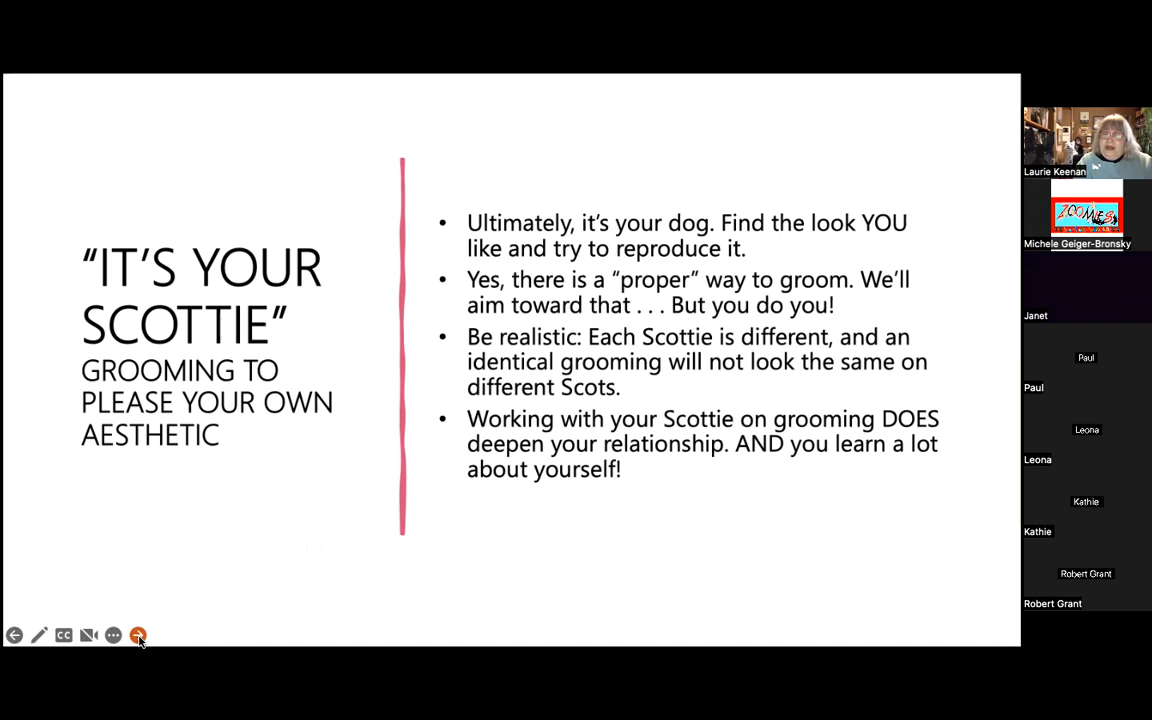 “IT’S YOUR
SCOTTIE”
GROOMING TO
PLEASE YOUR OWN
AESTHETIC
• Ultimately, it’s your dog. Find the look YOU
like and try to reproduce it.
• Yes, there is a “proper” way to groom. We’ll
aim toward that . . . But you do you!
• Be realistic: Each Scottie is different, and an
identical grooming will not look the same on
different Scots.
• Working with your Scottie on grooming DOES
deepen your relationship. AND you learn a lot
about yourself!
CC
Laurie Keenan
ZOOMIES
Michele Geiger-Bronsky
Janet
Paul
Paul
Leona
Leona
Kathie
Kathie
Robert Grant
Robert Grant